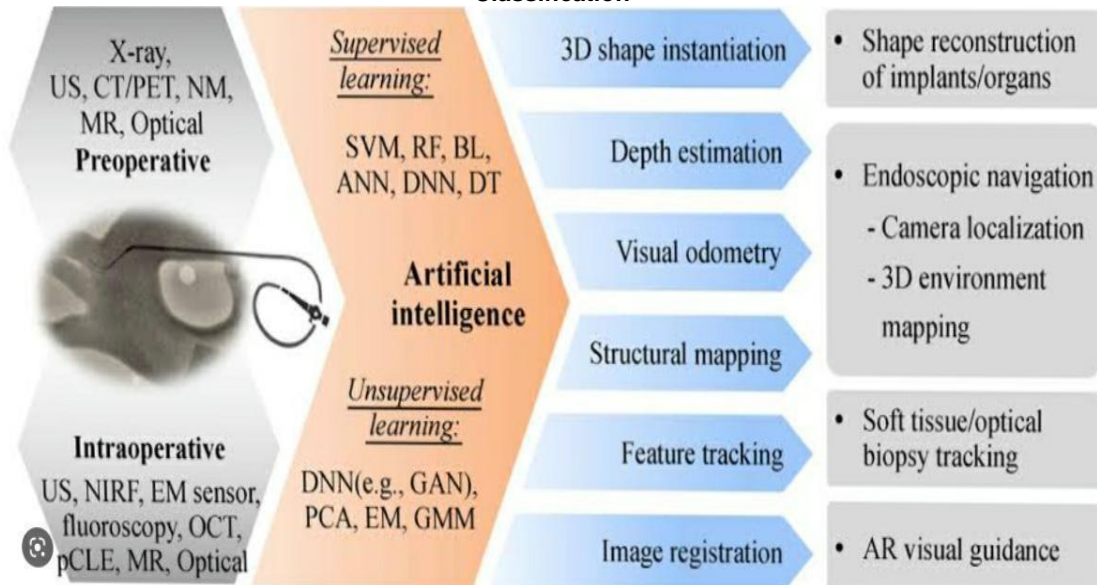 X-ray,
US, CT/PET, NM,
MR, Optical
Preoperative
Intraoperative
US, NIRF, EM sensor,
fluoroscopy, OCT,
pCLE, MR, Optical
Supervised
learning:
SVM, RF, BL,
ANN, DNN, DT
Artificial
intelligence
Unsupervised
learning:
DNN(e.g., GAN),
PCA, EM, GMM
3D shape instantiation
Depth estimation
Visual odometry
Structural mapping
Feature tracking
Image registration
• Shape reconstruction
of implants/organs
• Endoscopic navigation
- Camera localization
- 3D environment
mapping
• Soft tissue/optical
biopsy tracking
• AR visual guidance